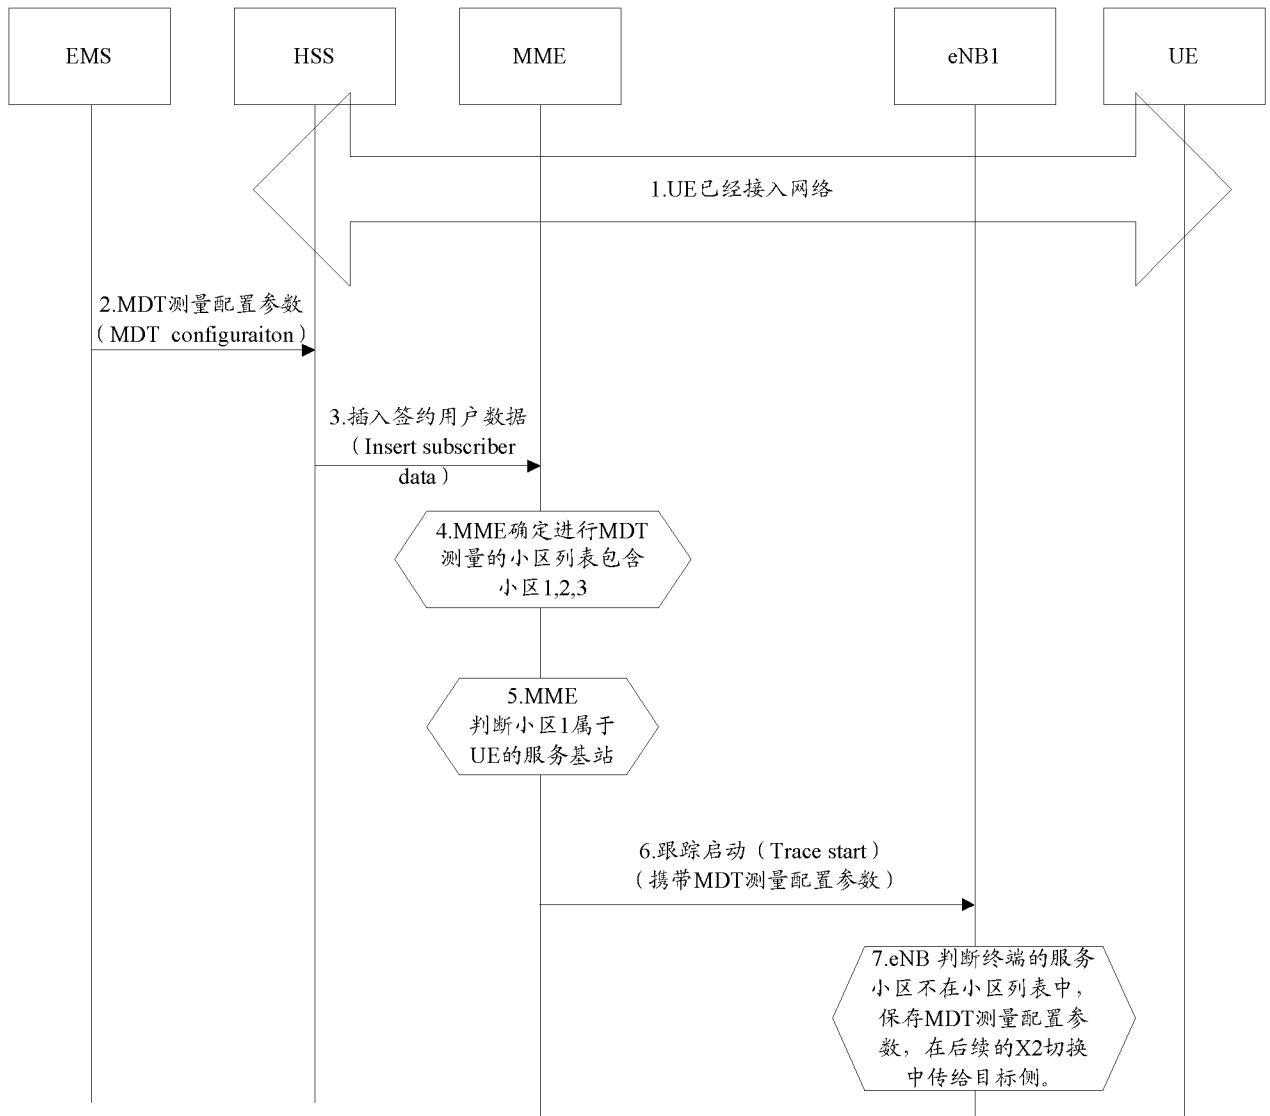 EMS
HSS
MME
eNB1
UE
1.UE已经接入网络
2.MDT测量配置参数
（MDT configuraiton）
3.插入签约用户数据
（Insert subscriber
data）
4.MME确定进行MDT
测量的小区列表包含
小区1,2,3
5.MME
判断小区1属于
UE的服务基站
6.跟踪启动（Trace start）
（携带MDT测量配置参数）
7.eNB 判断终端的服务
小区不在小区列表中，
保存MDT测量配置参
数，在后续的X2切换
中传给目标侧。